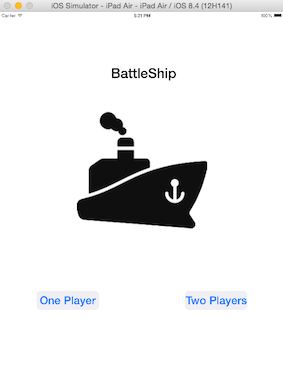 iOS Simulator - iPad Air - iPad Air / iOS 8.4 (12H141)
Carrier 5:21 PM 100%
BattleShip
One Player Two Players